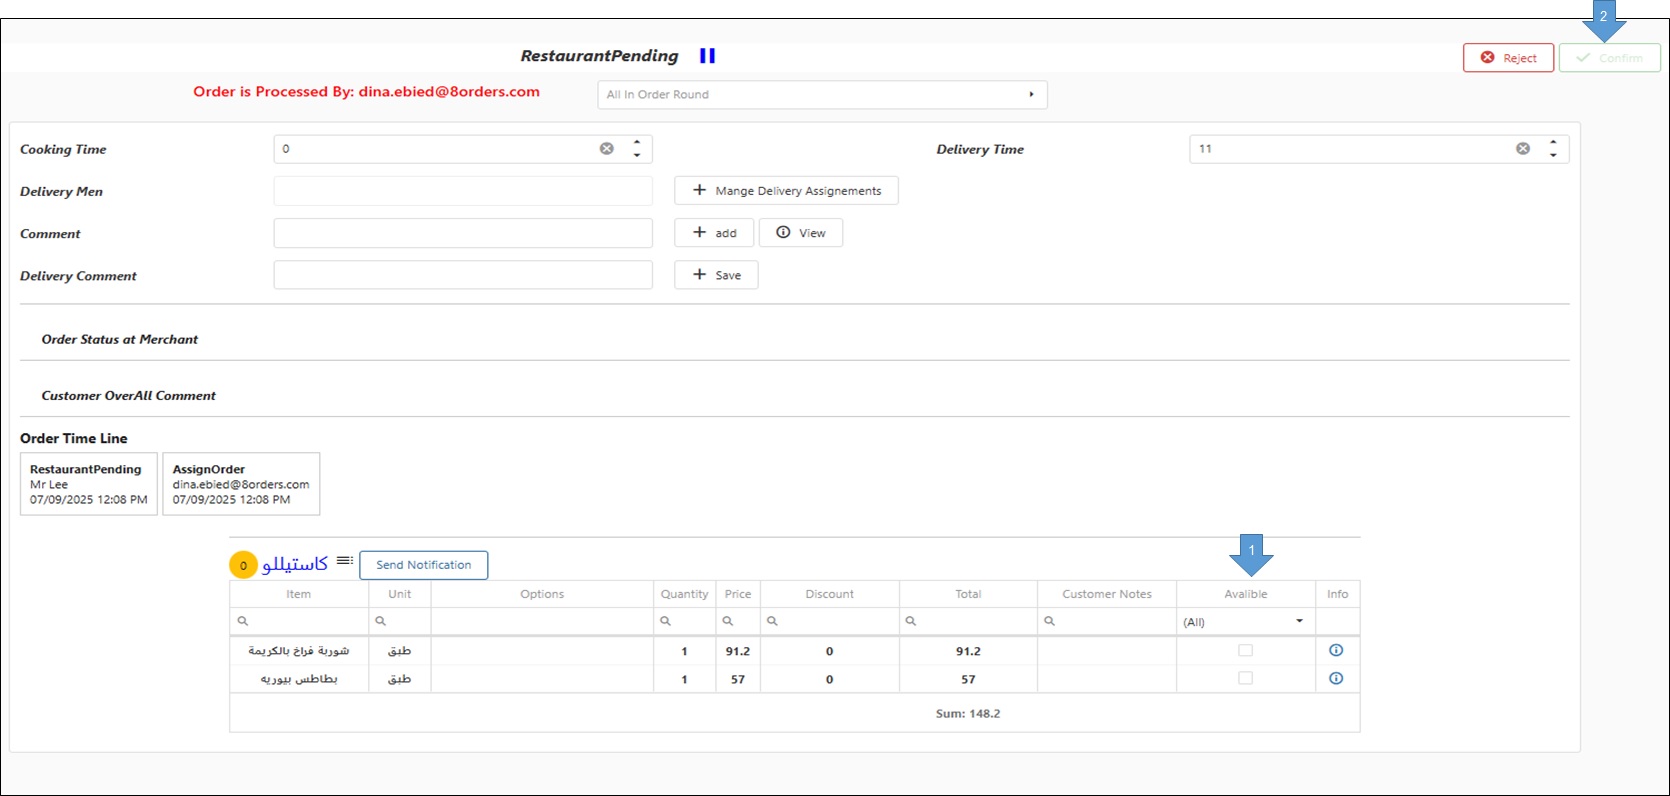 2
RestaurantPending
Reject
Confirm
Order is Processed By: dina.ebied@8orders.com
All In Order Round
Cooking Time
0
Delivery Time
11
Delivery Men
Mange Delivery Assignements
Comment
add
View
Delivery Comment
Save
Order Status at Merchant
Customer OverAll Comment
Order Time Line
RestaurantPending
Mr Lee
07/09/2025 12:08 PM
AssignOrder
dina.ebied@8orders.com
07/09/2025 12:08 PM
1
0 كاستيللو Send Notification
Item Unit Options Quantity Price Discount Total Customer Notes Avalible Info
(All)
شوربة فراخ بالكريمة طبق 1 91.2 0 91.2
بطاطس بيوريه طبق 1 57 0 57
Sum: 148.2